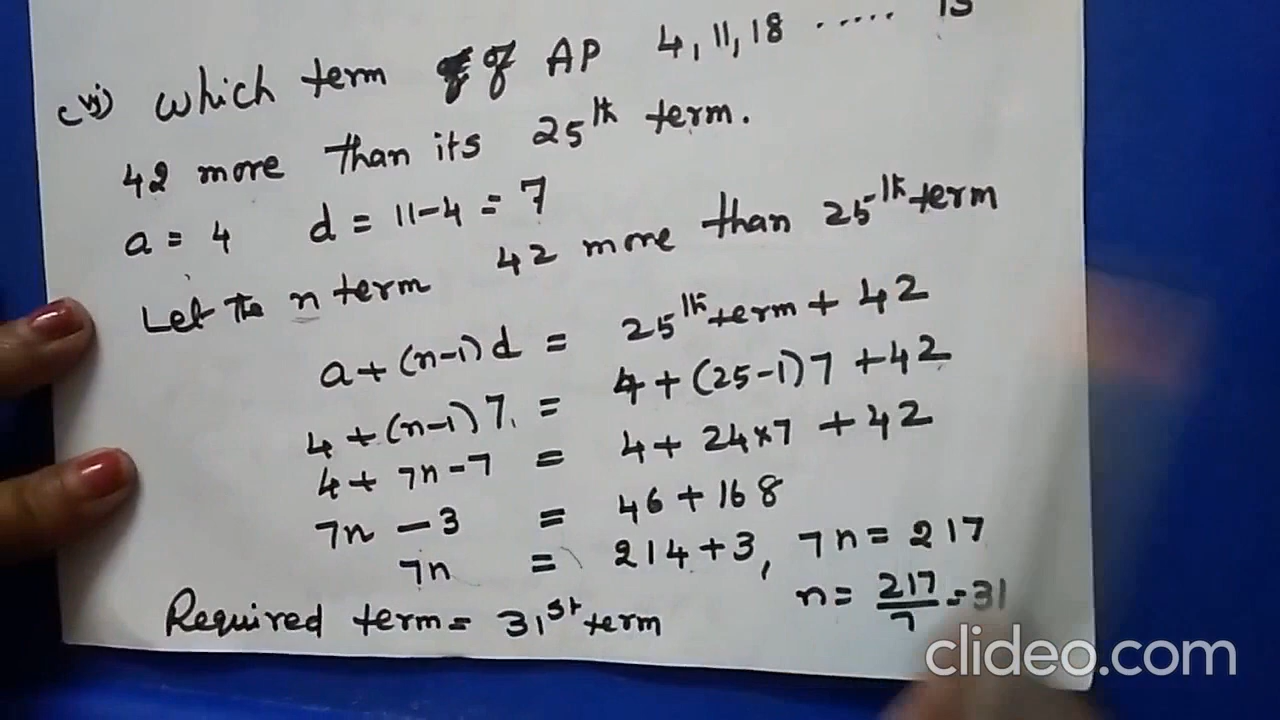 (vi) which term of AP 4, 11, 18 ..... is
42 more than its 25th term.
a = 4 d = 11-4 = 7
Let the n term 42 more than 25th term
a + (n-1) d = 25th term + 42
4 + (n-1) 7 = 4 + (25-1) 7 + 42
4 + 7n - 7 = 4 + 24×7 + 42
7n - 3 = 46 + 168
7n = 214 + 3, 7n = 217
n = 217/7 = 31
Required term = 31st term
clideo.com